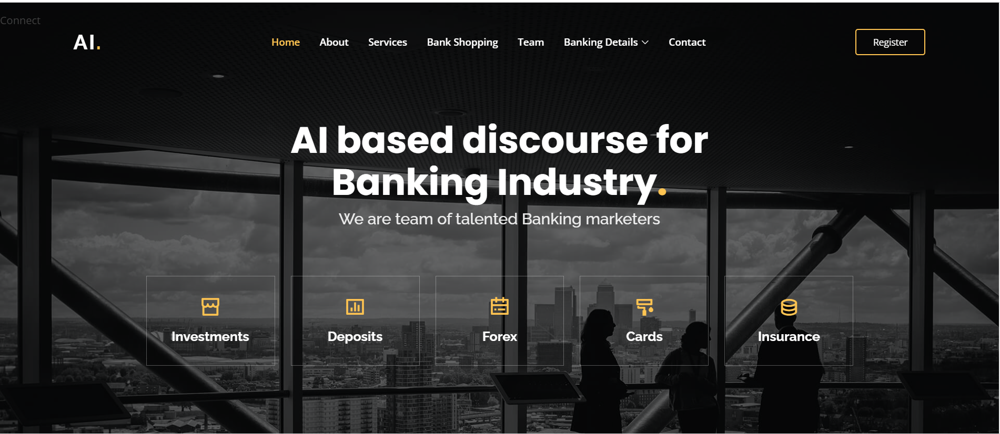 Connect
AI.
Home About Services Bank Shopping Team Banking Details Contact
Register
AI based discourse for
Banking Industry.
We are team of talented Banking marketers
Investments
Deposits
Forex
Cards
Insurance